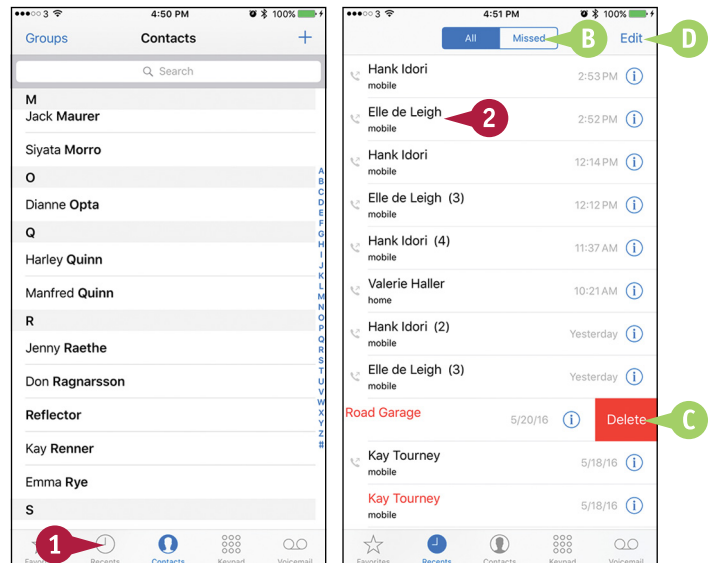 3 4:50 PM 100%
Groups Contacts +
Search
M
Jack Maurer
Siyata Morro
O
Dianne Opta
Q
Harley Quinn
Manfred Quinn
R
Jenny Raethe
Don Ragnarsson
Reflector
Kay Renner
Emma Rye
S
A
B
C
D
E
F
G
H
I
J
K
L
M
N
O
P
Q
R
S
T
U
V
W
X
Y
Z
#
1
Favorites Recents Contacts Keypad Voicemail
3 4:51 PM 100%
All Missed B Edit D
Hank Idori
mobile
2:53 PM
Elle de Leigh
mobile
2:52 PM
2
Hank Idori
mobile
12:14 PM
Elle de Leigh (3)
mobile
12:12 PM
Hank Idori (4)
mobile
11:37 AM
Valerie Haller
home
10:21 AM
Hank Idori (2)
mobile
Yesterday
Elle de Leigh (3)
mobile
Yesterday
Road Garage
5/20/16
Delete C
Kay Tourney
mobile
5/18/16
Kay Tourney
mobile
5/18/16
Favorites Recents Contacts Keypad Voicemail